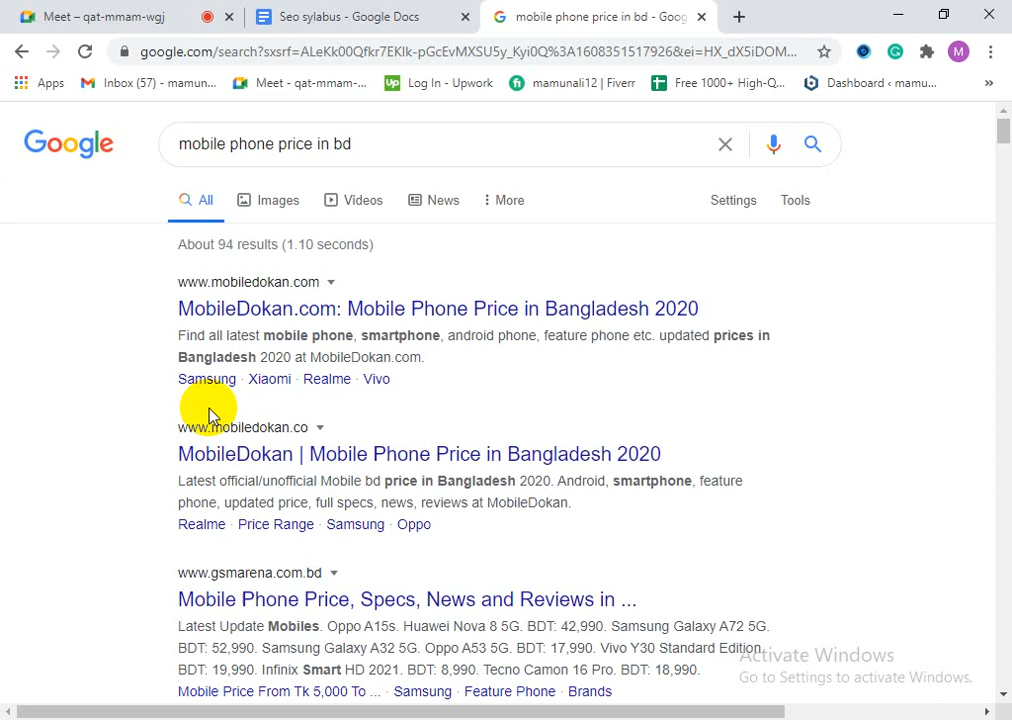 Meet – qat-mmam-wgj
Seo sylabus - Google Docs
mobile phone price in bd - Goog
google.com/search?sxsrf=ALeKk00Qfkr7EKIk-pGcEvMXSU5y_Kyi0Q%3A1608351517926&ei=HX_dX5iDOM...
M
Apps
Inbox (57) - mamun...
Meet - qat-mmam-...
Up
Log In - Upwork
fi
mamunali12 | Fiverr
Free 1000+ High-Q...
Dashboard ‹ mamu...
»
Google
mobile phone price in bd
All
Images
Videos
News
More
Settings
Tools
About 94 results (1.10 seconds)
www.mobiledokan.com
MobileDokan.com: Mobile Phone Price in Bangladesh 2020
Find all latest mobile phone, smartphone, android phone, feature phone etc. updated prices in
Bangladesh 2020 at MobileDokan.com.
Samsung · Xiaomi · Realme · Vivo
www.mobiledokan.co
MobileDokan | Mobile Phone Price in Bangladesh 2020
Latest official/unofficial Mobile bd price in Bangladesh 2020. Android, smartphone, feature
phone, updated price, full specs, news, reviews at MobileDokan.
Realme · Price Range · Samsung · Oppo
www.gsmarena.com.bd
Mobile Phone Price, Specs, News and Reviews in ...
Latest Update Mobiles. Oppo A15s. Huawei Nova 8 5G. BDT: 42,990. Samsung Galaxy A72 5G.
BDT: 52,990. Samsung Galaxy A32 5G. Oppo A53 5G. BDT: 17,990. Vivo Y30 Standard Edition.
BDT: 19,990. Infinix Smart HD 2021. BDT: 8,990. Tecno Camon 16 Pro. BDT: 18,990.
Mobile Price From Tk 5,000 To ... · Samsung · Feature Phone · Brands
Activate Windows
Go to Settings to activate Windows.